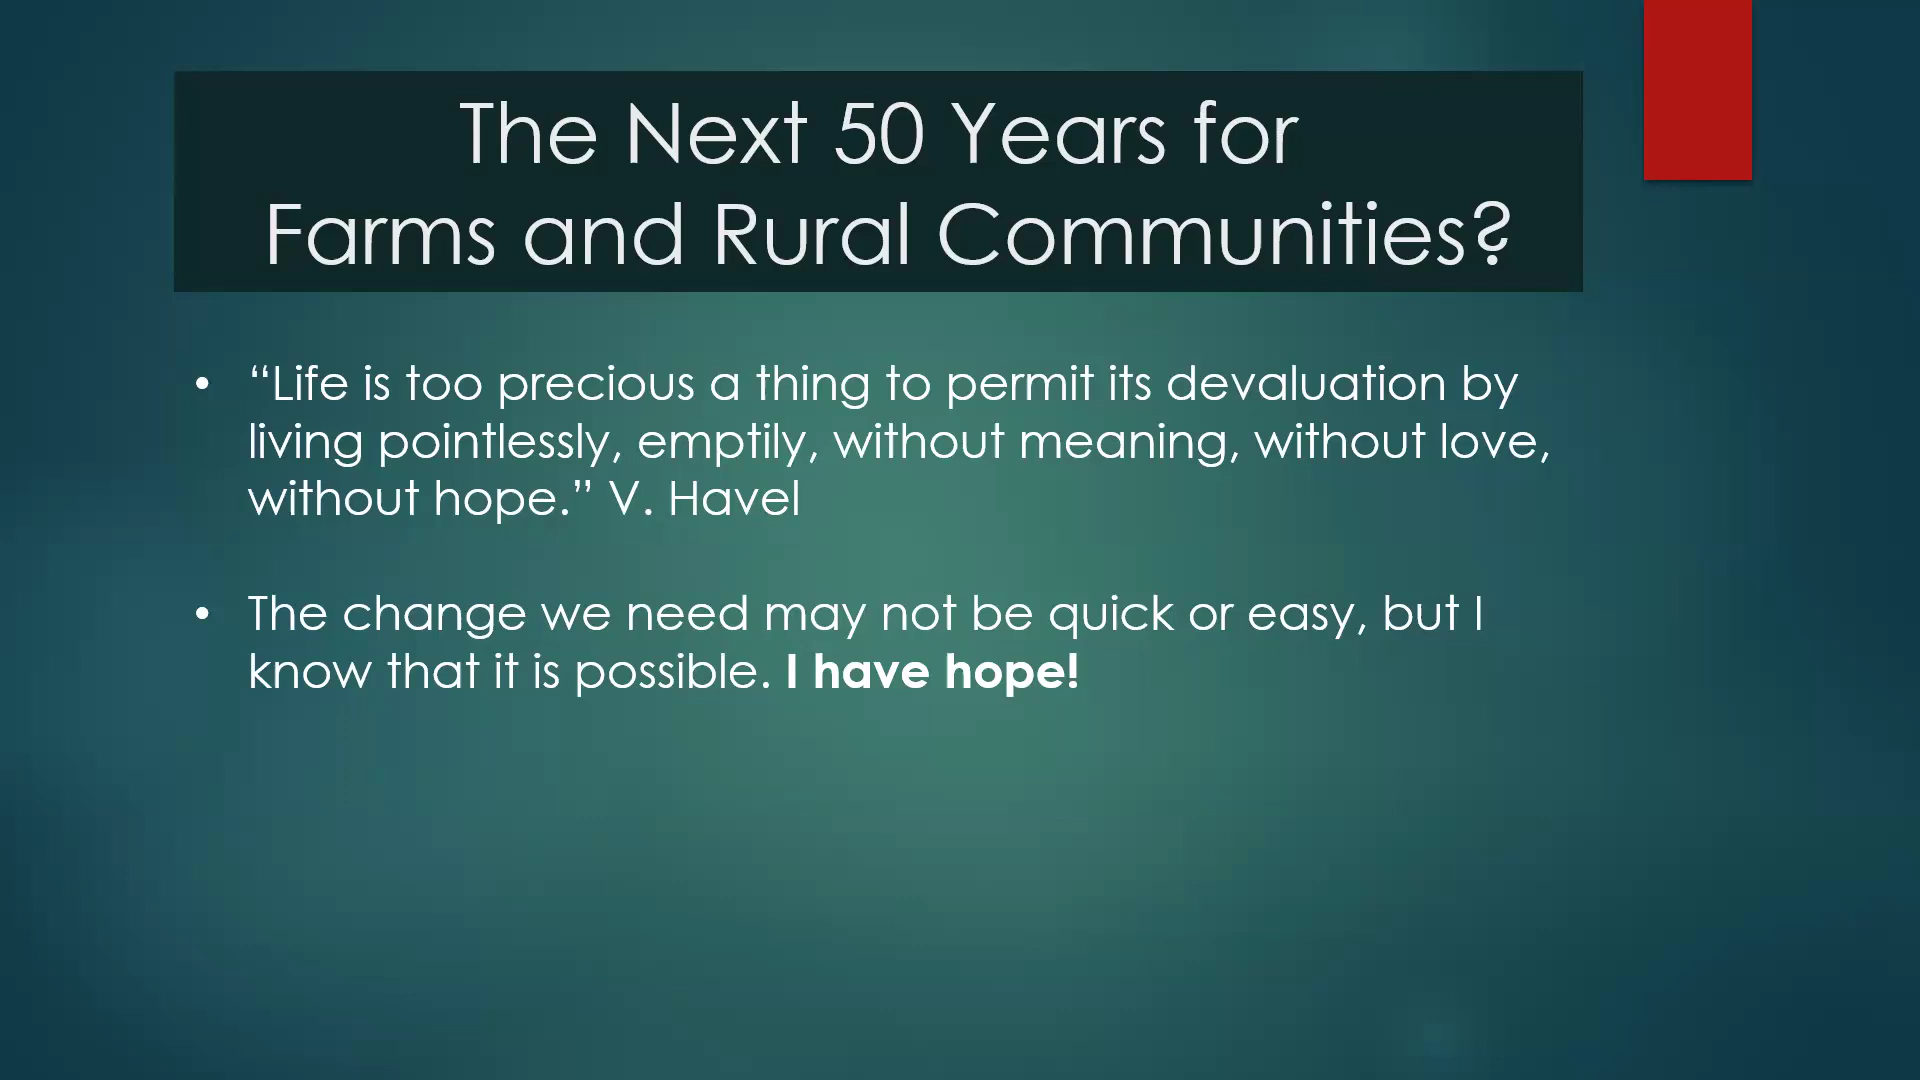 The Next 50 Years for
Farms and Rural Communities?
• “Life is too precious a thing to permit its devaluation by
living pointlessly, emptily, without meaning, without love,
without hope.” V. Havel
• The change we need may not be quick or easy, but I
know that it is possible. I have hope!